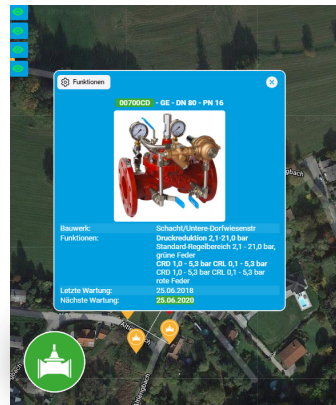 Funktionen
00700CD - GE - DN 80 - PN 16
Bauwerk: Schacht/Untere-Dorfwiesenstr
Funktionen: Druckreduktion 2,1-21,0 bar
Standard-Regelbereich 2,1 - 21,0 bar,
grüne Feder
CRD 1,0 - 5,3 bar CRL 0,1 - 5,3 bar
CRD 1,0 - 5,3 bar CRL 0,1 - 5,3 bar
rote Feder
Letzte Wartung: 25.06.2018
Nächste Wartung: 25.06.2020